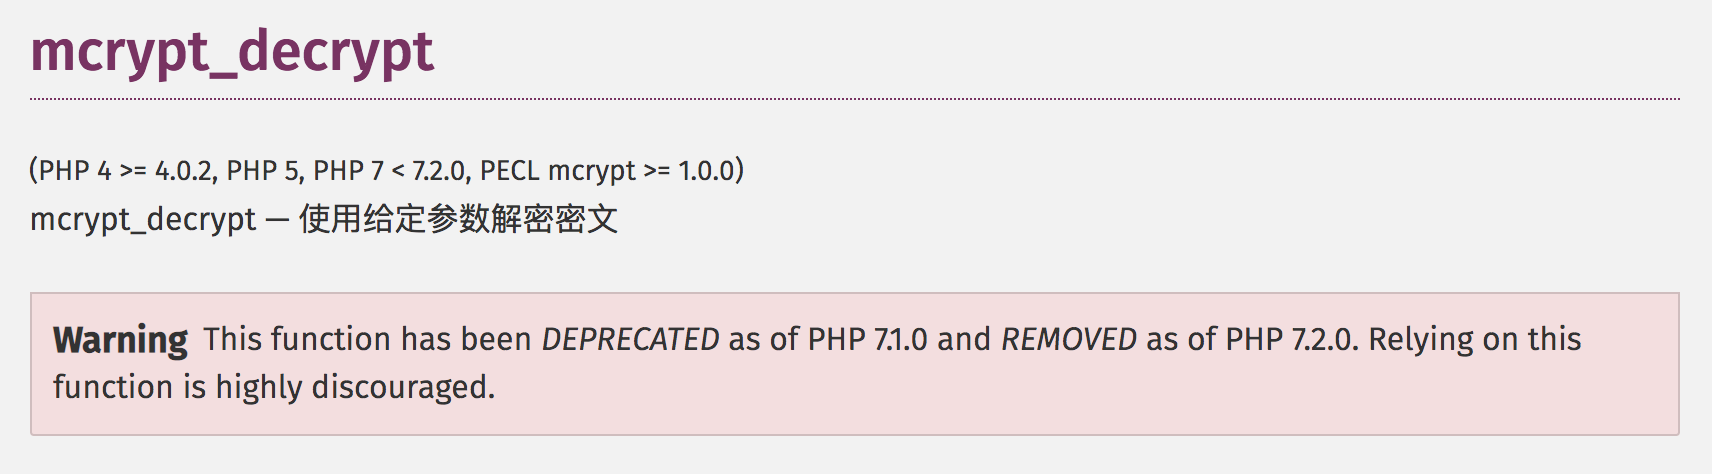 mcrypt_decrypt
(PHP 4 >= 4.0.2, PHP 5, PHP 7 < 7.2.0, PECL mcrypt >= 1.0.0)
mcrypt_decrypt — 使用给定参数解密密文
Warning This function has been DEPRECATED as of PHP 7.1.0 and REMOVED as of PHP 7.2.0. Relying on this
function is highly discouraged.